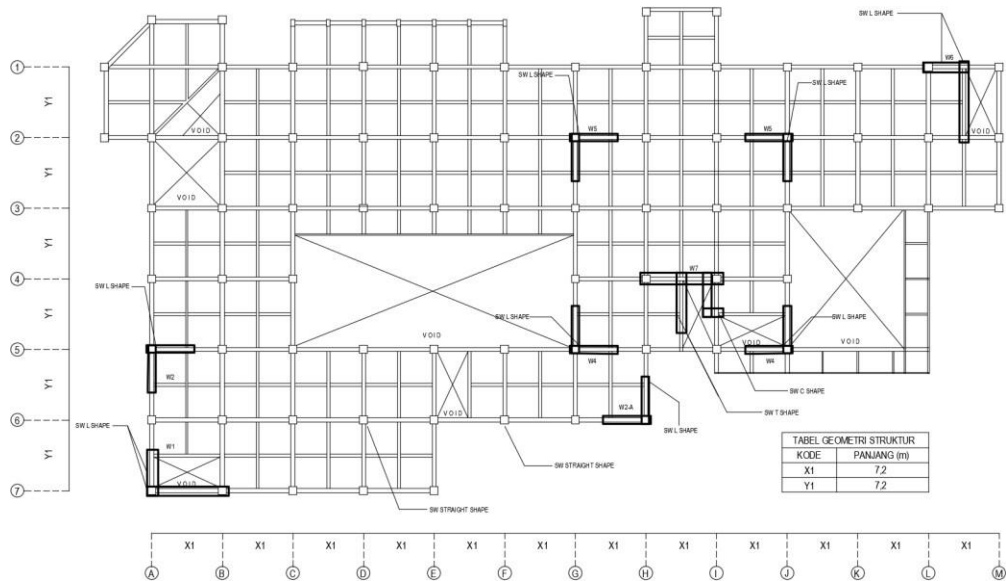 W6
SW L SHAPE
1
SW L SHAPE
SW L SHAPE
Y1
2
VOID
W5
W5
VOID
Y1
VOID
3
Y1
4
W7
SW L SHAPE
Y1
SW L SHAPE
SW L SHAPE
VOID
VOID
VOID
5
W4
W4
W2
Y1
VOID
W2-A
SW C SHAPE
SW T SHAPE
6
SW L SHAPE
SW L SHAPE
W1
Y1
SW STRAIGHT SHAPE
VOID
7
SW STRAIGHT SHAPE
TABEL GEOMETRI STRUKTUR
KODE PANJANG (m)
X1 7,2
Y1 7,2
X1 X1 X1 X1 X1 X1 X1 X1 X1 X1 X1 X1
A B C D E F G H I J K L M